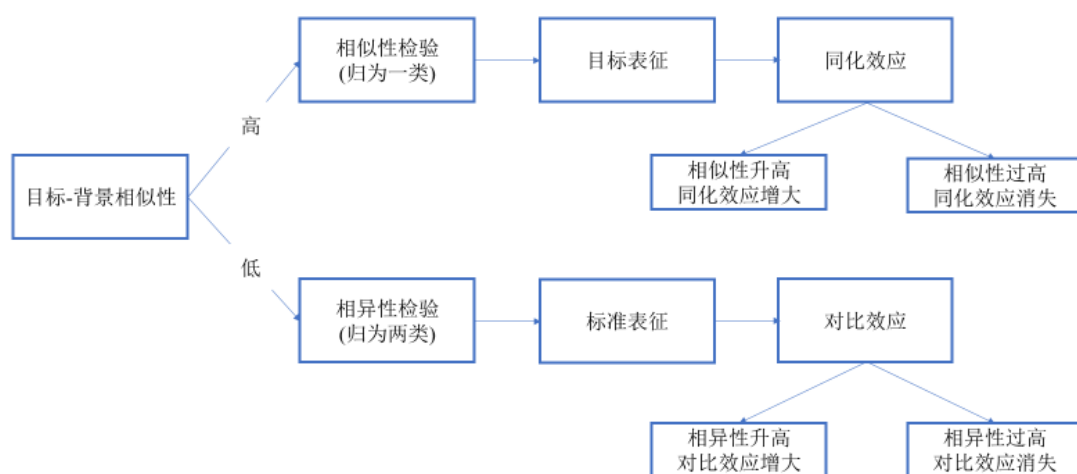 目标-背景相似性
高
相似性检验
(归为一类)
目标表征
同化效应
相似性升高
同化效应增大
相似性过高
同化效应消失
低
相异性检验
(归为两类)
标准表征
对比效应
相异性升高
对比效应增大
相异性过高
对比效应消失